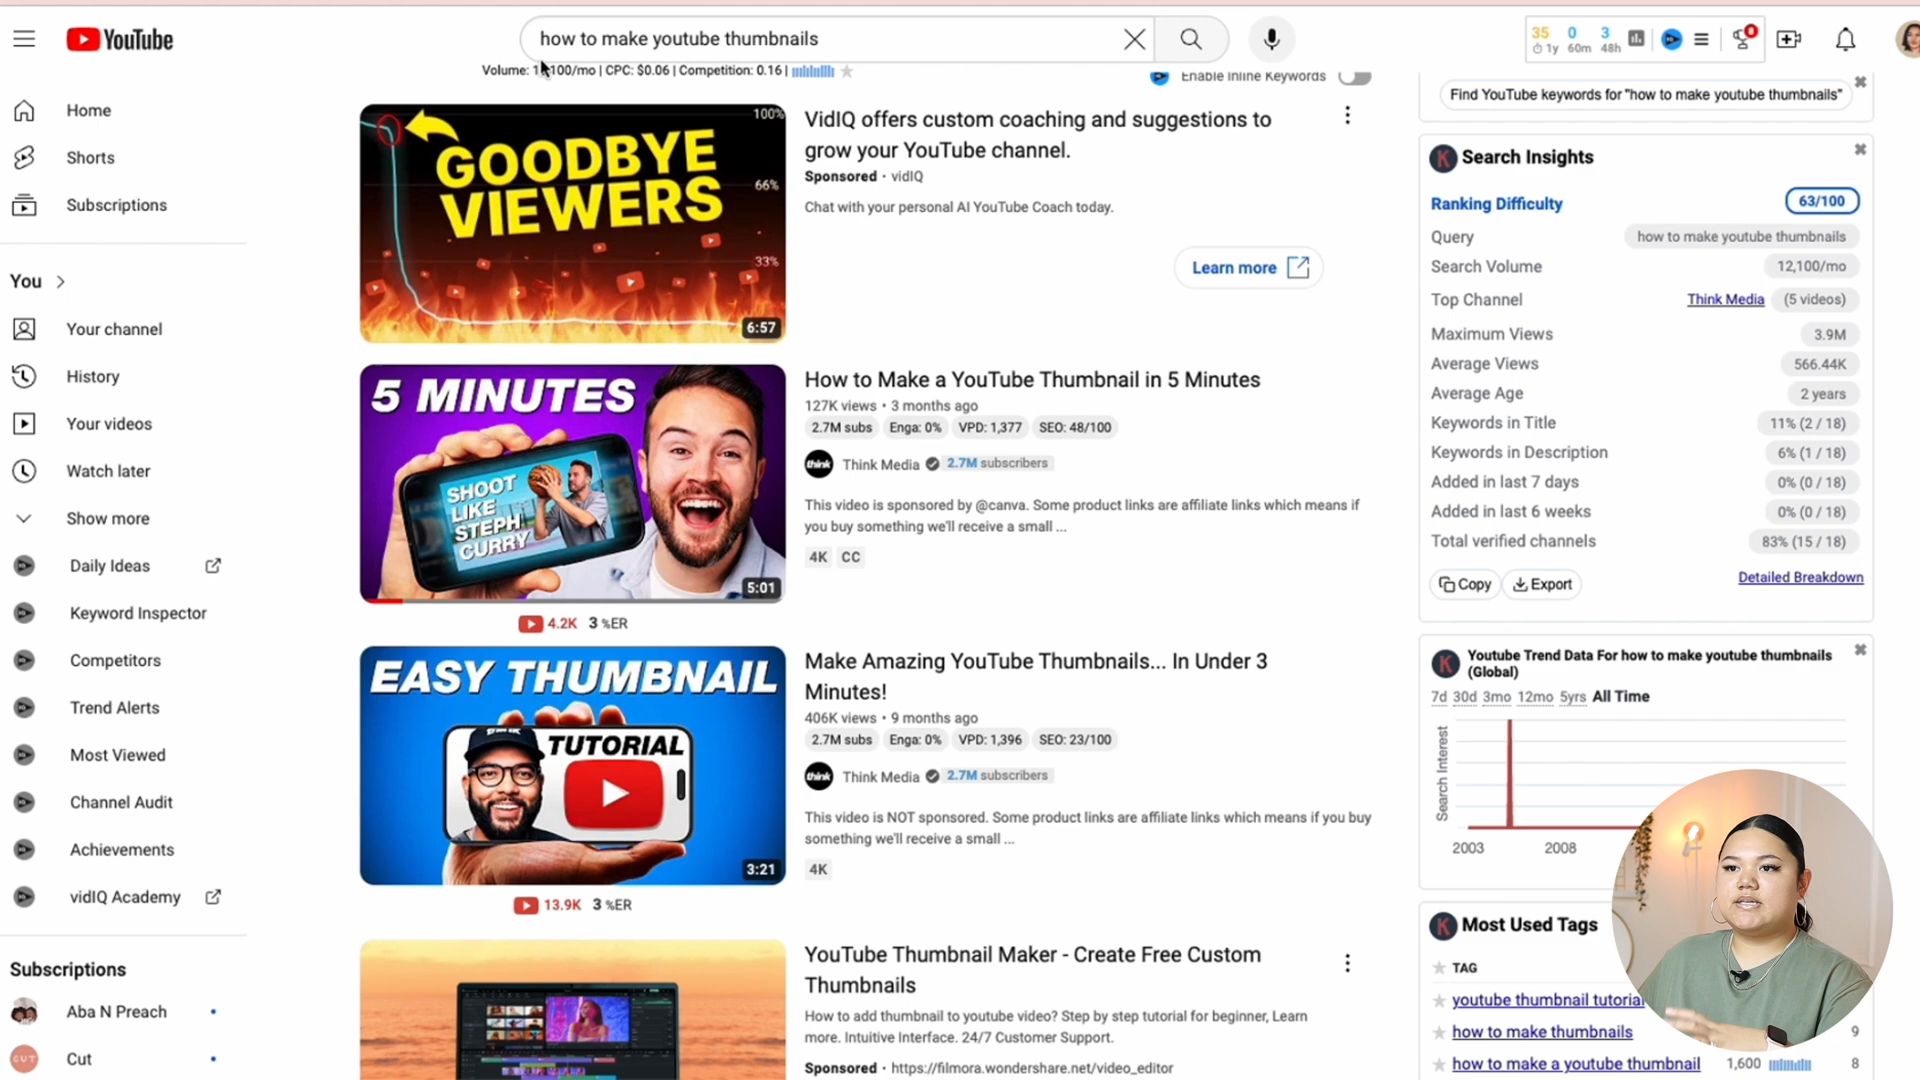 YouTube
how to make youtube thumbnails
35 0 3
1y 60m 48h
Volume: 100/mo | CPC: $0.06 | Competition: 0.16 |
Enable Inline Keywords
Find YouTube keywords for "how to make youtube thumbnails"
Home
Shorts
Subscriptions
You
Your channel
History
Your videos
Watch later
Show more
Daily Ideas
Keyword Inspector
Competitors
Trend Alerts
Most Viewed
Channel Audit
Achievements
vidIQ Academy
Subscriptions
Aba N Preach
CUT
Cut
100%
GOODBYE
VIEWERS
66%
33%
6:57
VidIQ offers custom coaching and suggestions to
grow your YouTube channel.
Sponsored • vidIQ
Chat with your personal AI YouTube Coach today.
Learn more
5 MINUTES
SHOOT
LIKE
STEPH
CURRY
5:01
4.2K 3 %ER
How to Make a YouTube Thumbnail in 5 Minutes
127K views • 3 months ago
2.7M subs Enga: 0% VPD: 1,377 SEO: 48/100
think Think Media 2.7M subscribers
This video is sponsored by @canva. Some product links are affiliate links which means if
you buy something we'll receive a small ...
4K CC
EASY THUMBNAIL
TUTORIAL
3:21
13.9K 3 %ER
Make Amazing YouTube Thumbnails... In Under 3
Minutes!
406K views • 9 months ago
2.7M subs Enga: 0% VPD: 1,396 SEO: 23/100
think Think Media 2.7M subscribers
This video is NOT sponsored. Some product links are affiliate links which means if you buy
something we'll receive a small ...
4K
YouTube Thumbnail Maker - Create Free Custom
Thumbnails
How to add thumbnail to youtube video? Step by step tutorial for beginner, Learn
more. Intuitive Interface. 24/7 Customer Support.
Sponsored • https://filmora.wondershare.net/video_editor
K Search Insights
Ranking Difficulty 63/100
Query how to make youtube thumbnails
Search Volume 12,100/mo
Top Channel Think Media (5 videos)
Maximum Views 3.9M
Average Views 566.44K
Average Age 2 years
Keywords in Title 11% (2 / 18)
Keywords in Description 6% (1 / 18)
Added in last 7 days 0% (0 / 18)
Added in last 6 weeks 0% (0 / 18)
Total verified channels 83% (15 / 18)
Copy Export Detailed Breakdown
K Youtube Trend Data For how to make youtube thumbnails
(Global)
7d 30d 3mo 12mo 5yrs All Time
Search Interest
2003 2008
K Most Used Tags
TAG
youtube thumbnail tutorial
how to make thumbnails 9
how to make a youtube thumbnail 1,600 8